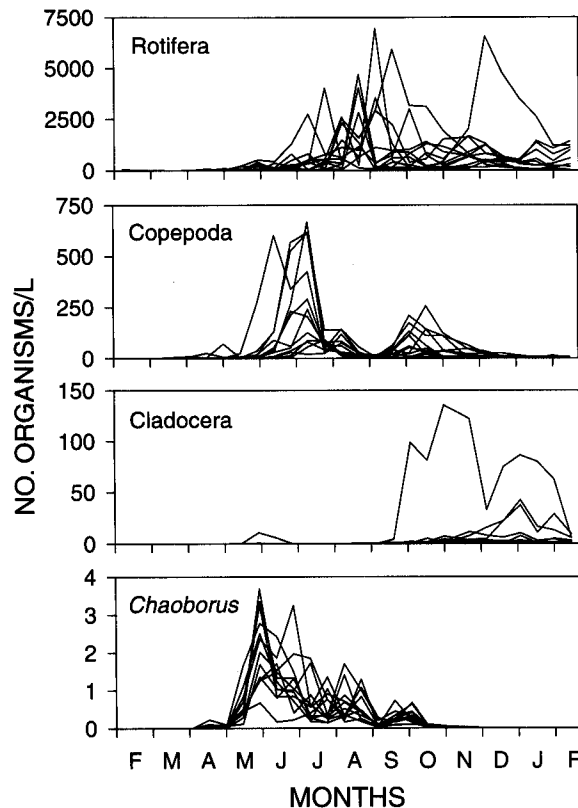 7500
Rotifera
5000
2500
0
750
Copepoda
500
250
0
150
Cladocera
100
50
0
4
Chaoborus
3
2
1
0
F M A M J J A S O N D J F
MONTHS
NO. ORGANISMS/L